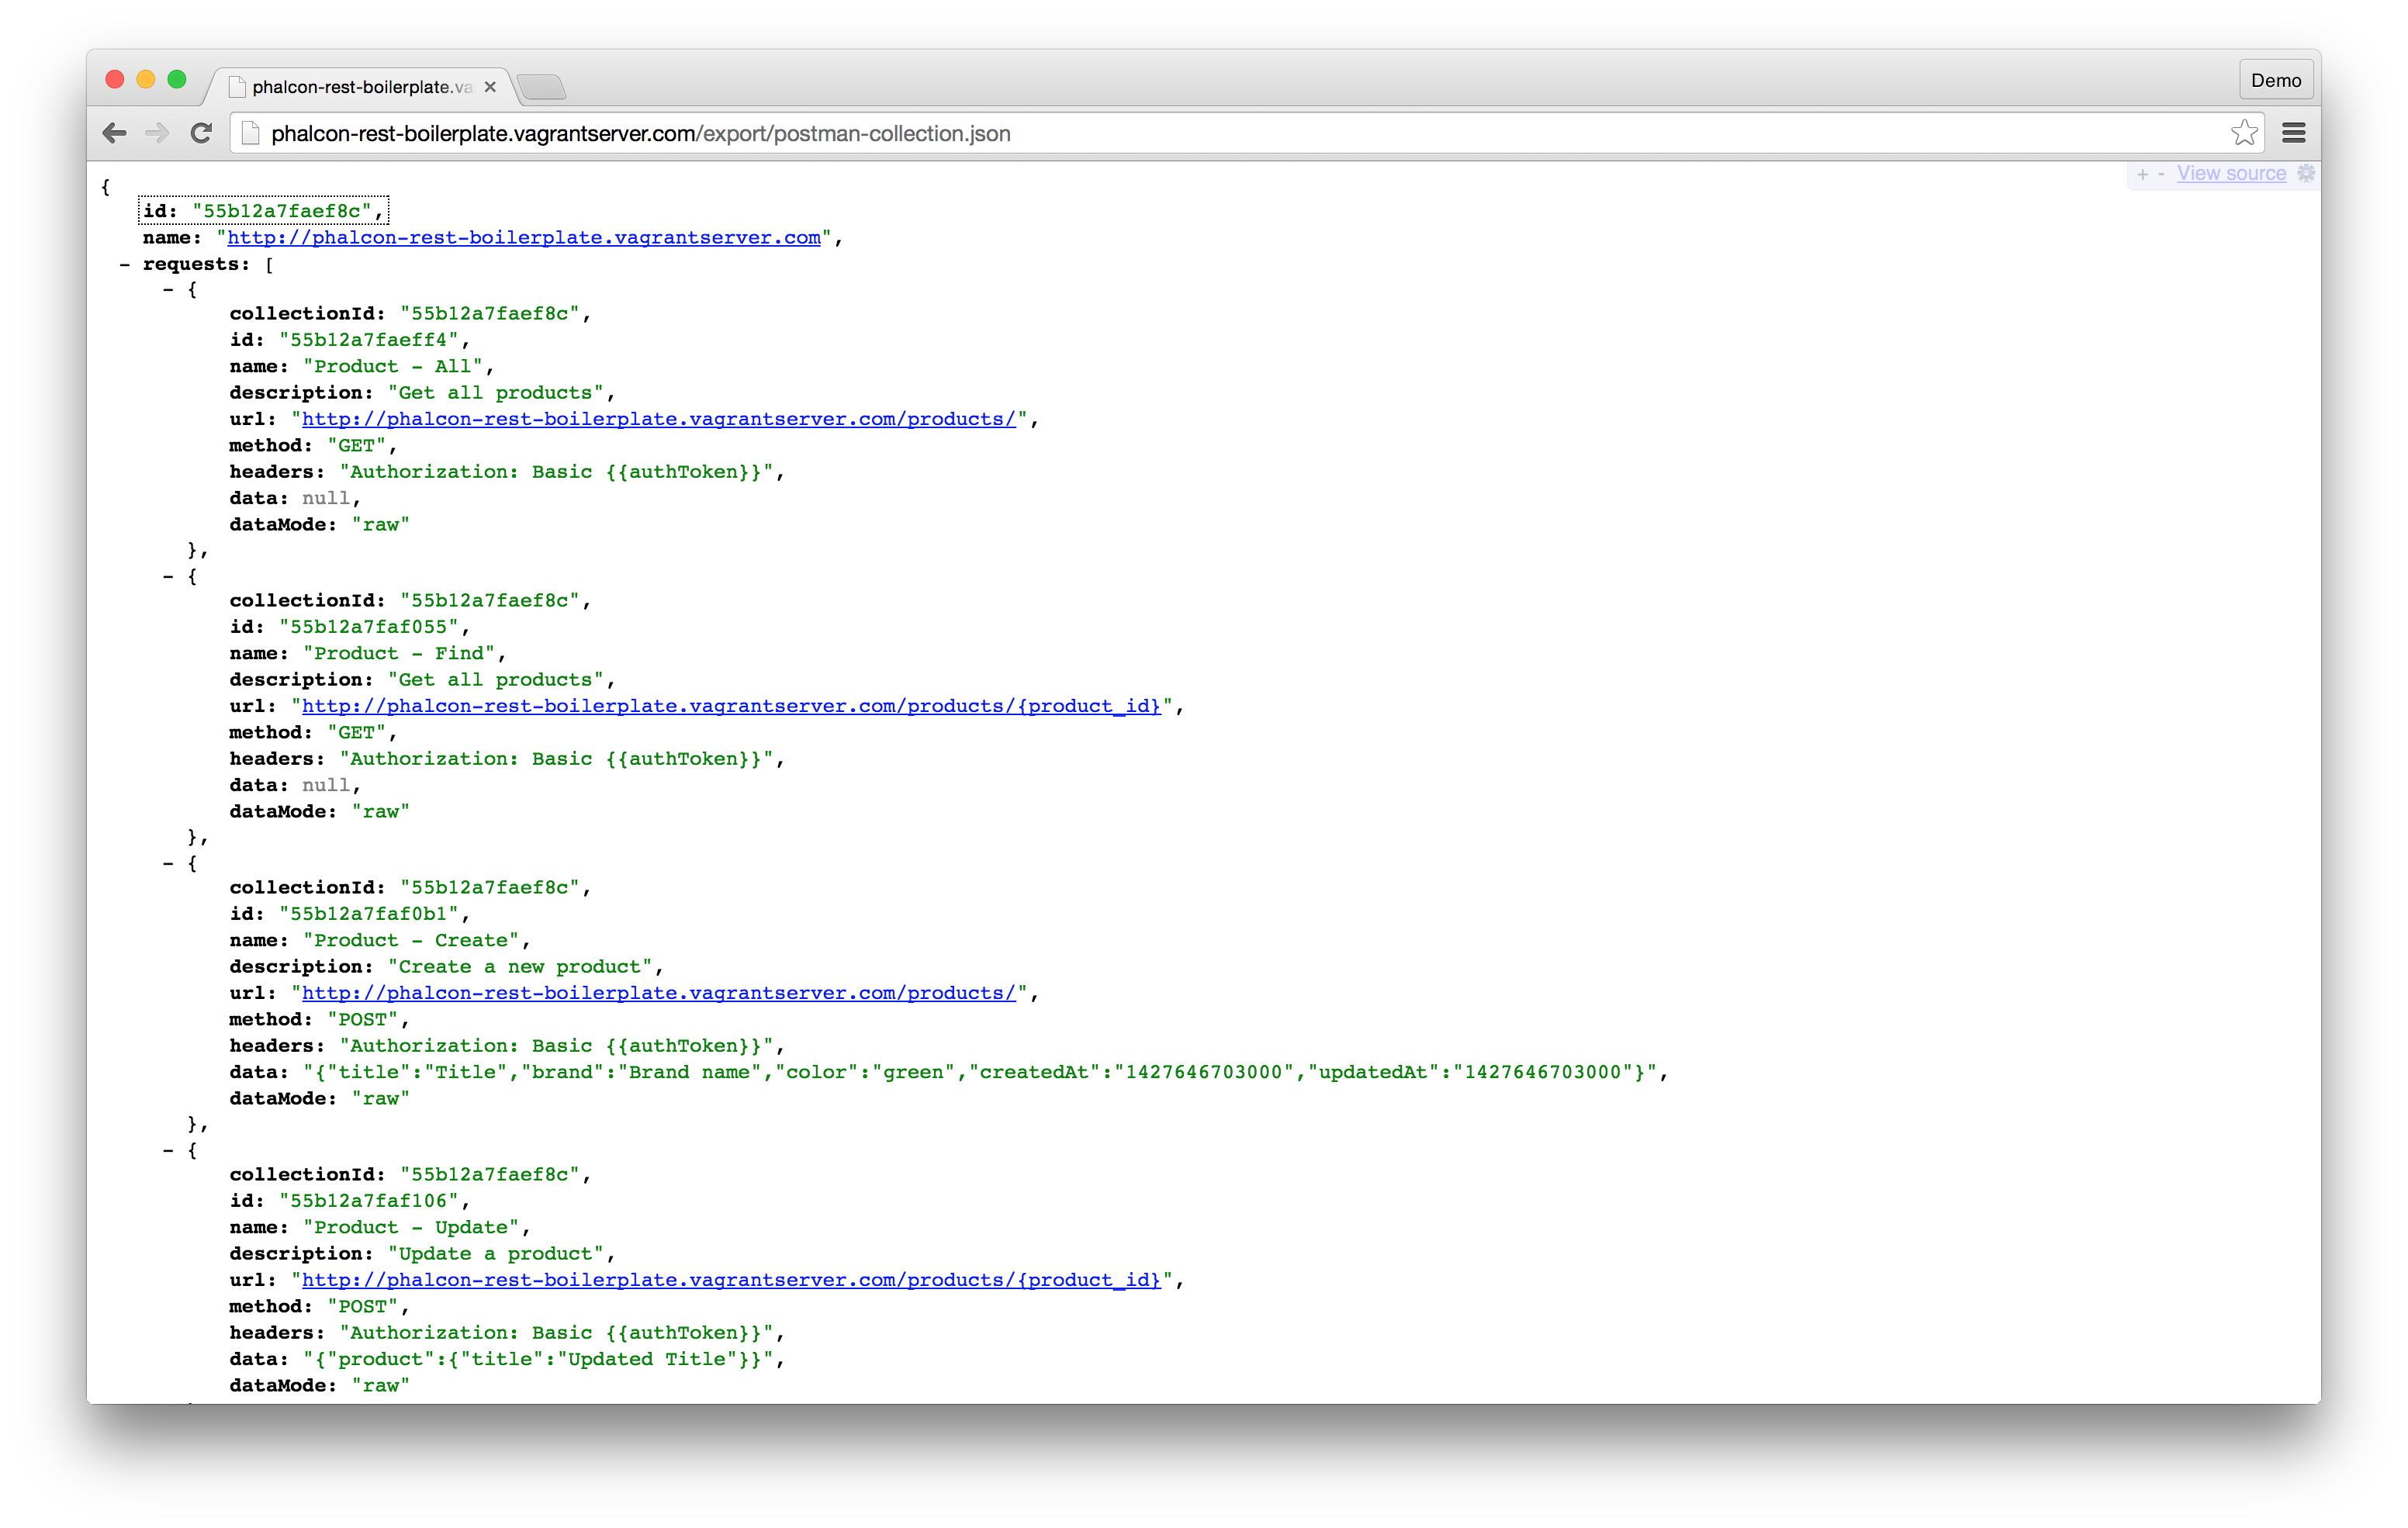 phalcon-rest-boilerplate.va
Demo
phalcon-rest-boilerplate.vagrantserver.com/export/postman-collection.json
+ - View source
{
id: "55b12a7faef8c",
name: "http://phalcon-rest-boilerplate.vagrantserver.com",
- requests: [
- {
collectionId: "55b12a7faef8c",
id: "55b12a7faeff4",
name: "Product - All",
description: "Get all products",
url: "http://phalcon-rest-boilerplate.vagrantserver.com/products/",
method: "GET",
headers: "Authorization: Basic {{authToken}}",
data: null,
dataMode: "raw"
},
- {
collectionId: "55b12a7faef8c",
id: "55b12a7faf055",
name: "Product - Find",
description: "Get all products",
url: "http://phalcon-rest-boilerplate.vagrantserver.com/products/{product_id}",
method: "GET",
headers: "Authorization: Basic {{authToken}}",
data: null,
dataMode: "raw"
},
- {
collectionId: "55b12a7faef8c",
id: "55b12a7faf0b1",
name: "Product - Create",
description: "Create a new product",
url: "http://phalcon-rest-boilerplate.vagrantserver.com/products/",
method: "POST",
headers: "Authorization: Basic {{authToken}}",
data: "{"title":"Title","brand":"Brand name","color":"green","createdAt":"1427646703000","updatedAt":"1427646703000"}",
dataMode: "raw"
},
- {
collectionId: "55b12a7faef8c",
id: "55b12a7faf106",
name: "Product - Update",
description: "Update a product",
url: "http://phalcon-rest-boilerplate.vagrantserver.com/products/{product_id}",
method: "POST",
headers: "Authorization: Basic {{authToken}}",
data: "{"product":{"title":"Updated Title"}}",
dataMode: "raw"